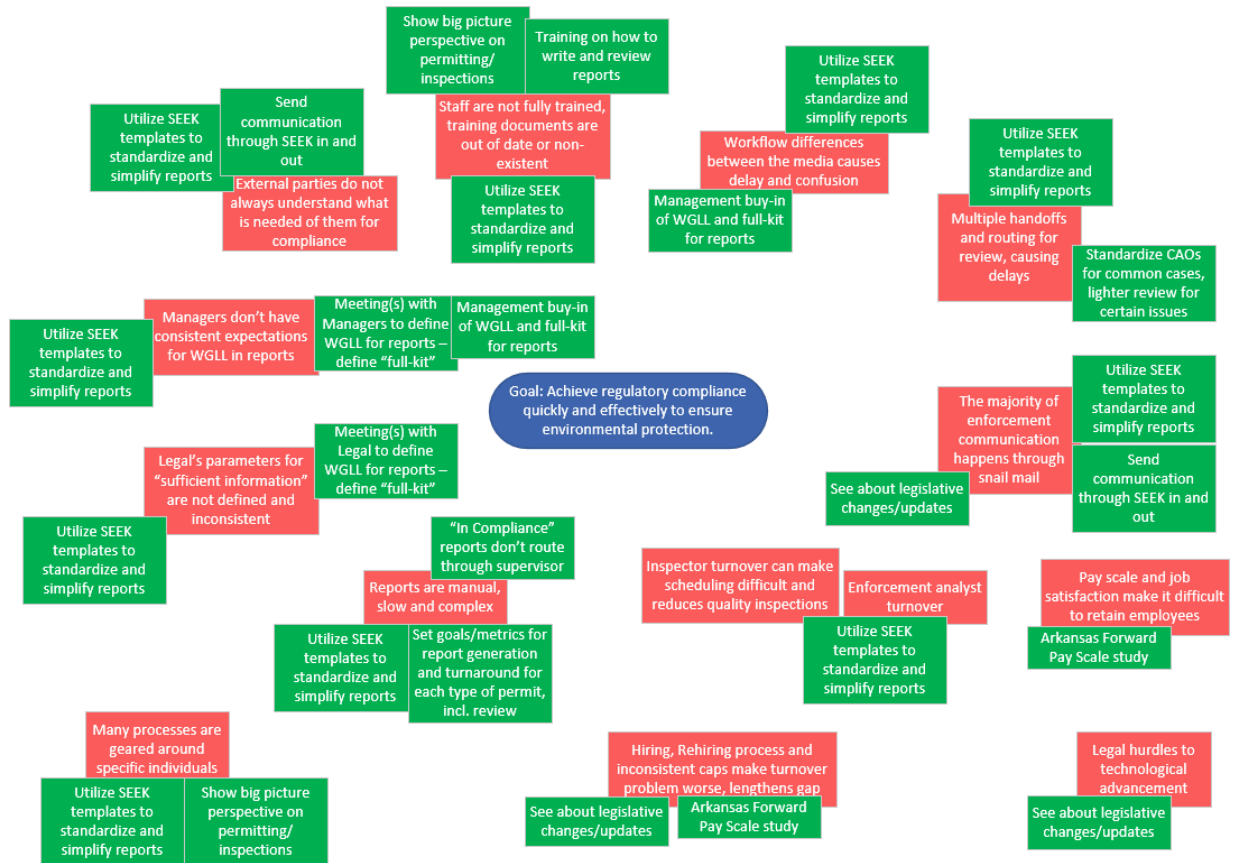 Show big picture
perspective on
permitting/
inspections
Training on how to
write and review
reports
Staff are not fully trained,
training documents are
out of date or non-
existent
Utilize SEEK
templates to
standardize and
simplify reports
Utilize SEEK
templates to
standardize and
simplify reports
Send
communication
through SEEK in and
out
External parties do not
always understand what
is needed of them for
compliance
Utilize SEEK
templates to
standardize and
simplify reports
Workflow differences
between the media causes
delay and confusion
Management buy-in
of WGLL and full-kit
for reports
Utilize SEEK
templates to
standardize and
simplify reports
Multiple handoffs
and routing for
review, causing
delays
Standardize CAOs
for common cases,
lighter review for
certain issues
Utilize SEEK
templates to
standardize and
simplify reports
Managers don’t have
consistent expectations
for WGLL in reports
Meeting(s) with
Managers to define
WGLL for reports –
define “full-kit”
Management buy-in
of WGLL and full-kit
for reports
Goal: Achieve regulatory compliance
quickly and effectively to ensure
environmental protection.
The majority of
enforcement
communication
happens through
snail mail
Utilize SEEK
templates to
standardize and
simplify reports
Send
communication
through SEEK in and
out
See about legislative
changes/updates
Legal’s parameters for
“sufficient information”
are not defined and
inconsistent
Meeting(s) with
Legal to define
WGLL for reports –
define “full-kit”
Utilize SEEK
templates to
standardize and
simplify reports
“In Compliance”
reports don’t route
through supervisor
Reports are manual,
slow and complex
Utilize SEEK
templates to
standardize and
simplify reports
Set goals/metrics for
report generation
and turnaround for
each type of permit,
incl. review
Inspector turnover can make
scheduling difficult and
reduces quality inspections
Enforcement analyst
turnover
Utilize SEEK
templates to
standardize and
simplify reports
Pay scale and job
satisfaction make it difficult
to retain employees
Arkansas Forward
Pay Scale study
Many processes are
geared around
specific individuals
Utilize SEEK
templates to
standardize and
simplify reports
Show big picture
perspective on
permitting/
inspections
Hiring, Rehiring process and
inconsistent caps make turnover
problem worse, lengthens gap
See about legislative
changes/updates
Arkansas Forward
Pay Scale study
Legal hurdles to
technological
advancement
See about legislative
changes/updates